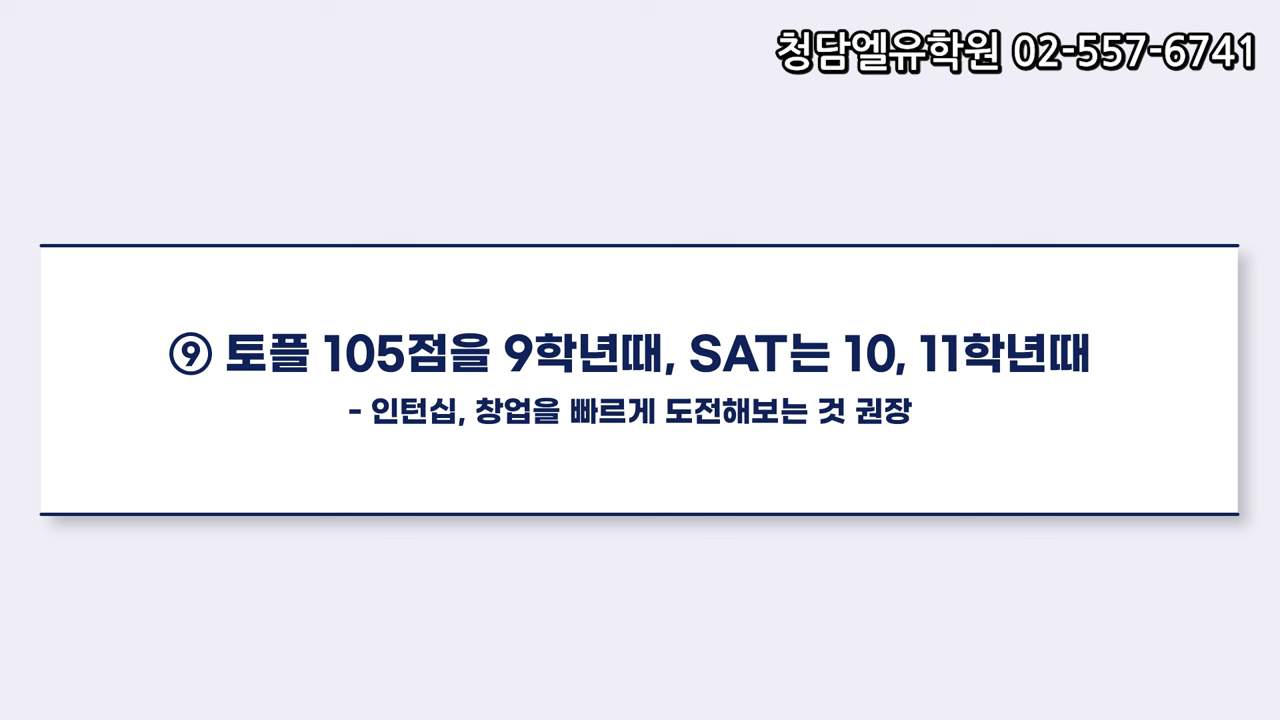 청담엘유학원 02-557-6741
⑨ 토플 105점을 9학년때, SAT는 10, 11학년때
- 인턴십, 창업을 빠르게 도전해보는 것 권장